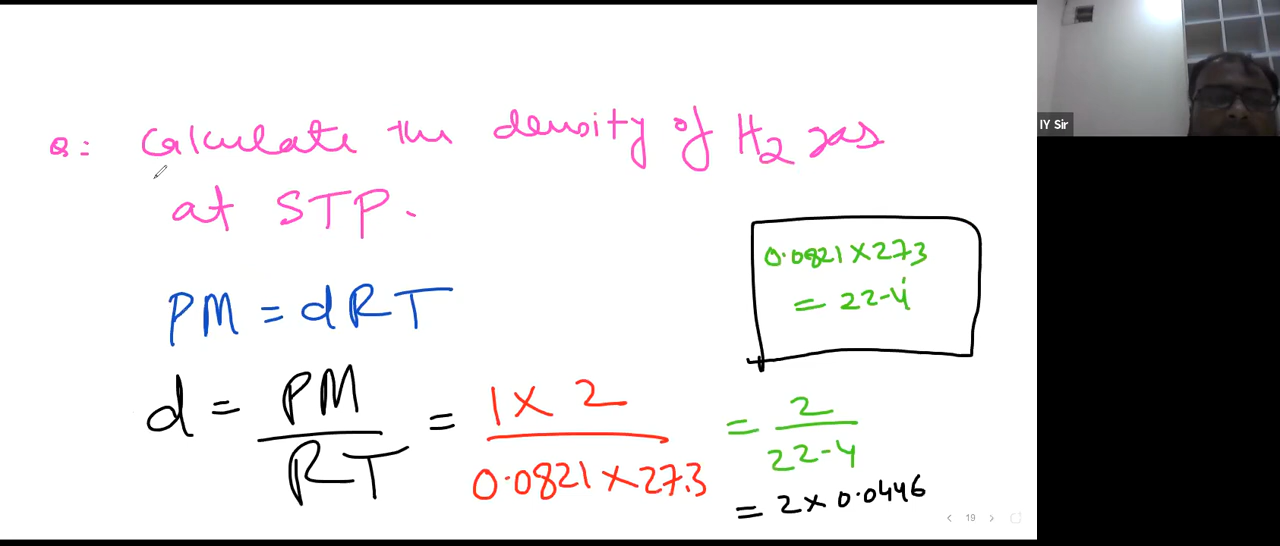 Q: Calculate the density of H2 gas
at STP.
PM = dRT
0.0821 × 273
= 22.4
d = PM / RT = 1 × 2 / 0.0821 × 273 = 2 / 22.4
= 2 × 0.0446
IY Sir
< 19 >